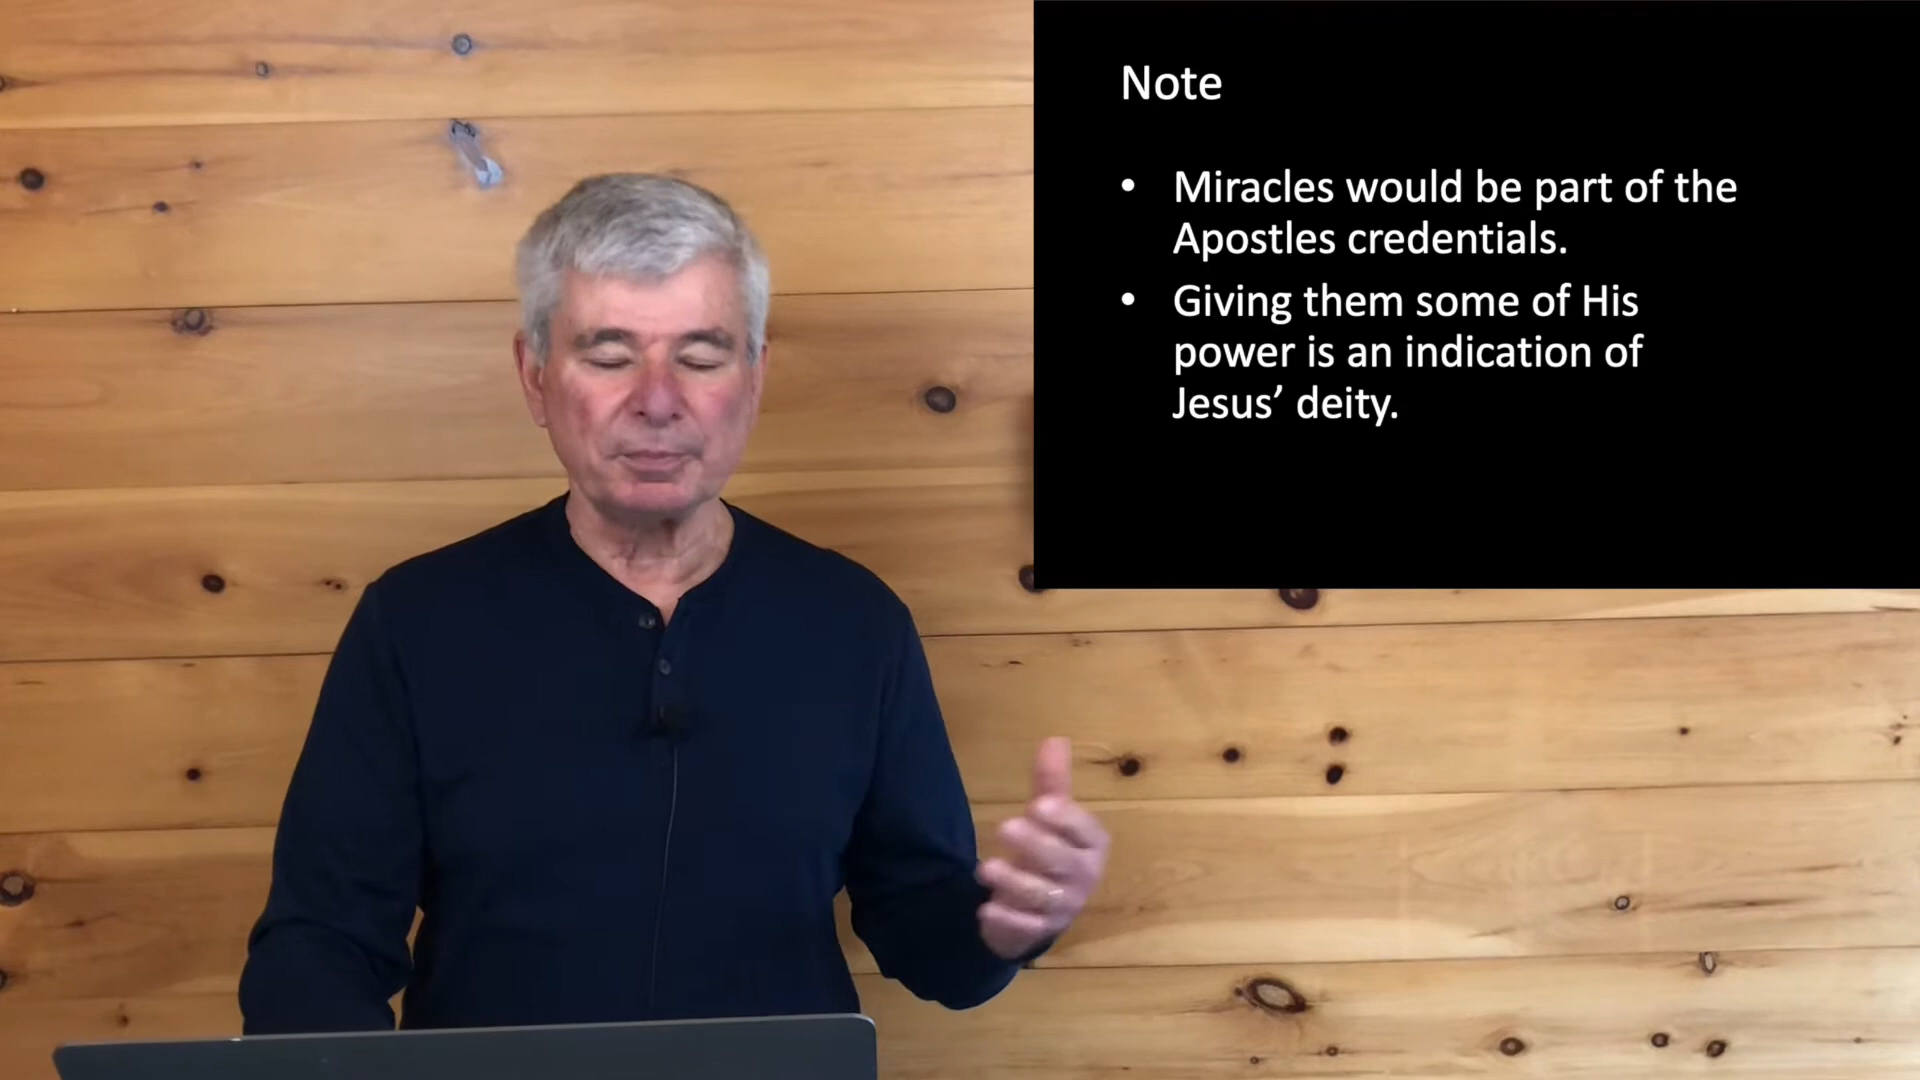 Note
• Miracles would be part of the
Apostles credentials.
• Giving them some of His
power is an indication of
Jesus’ deity.